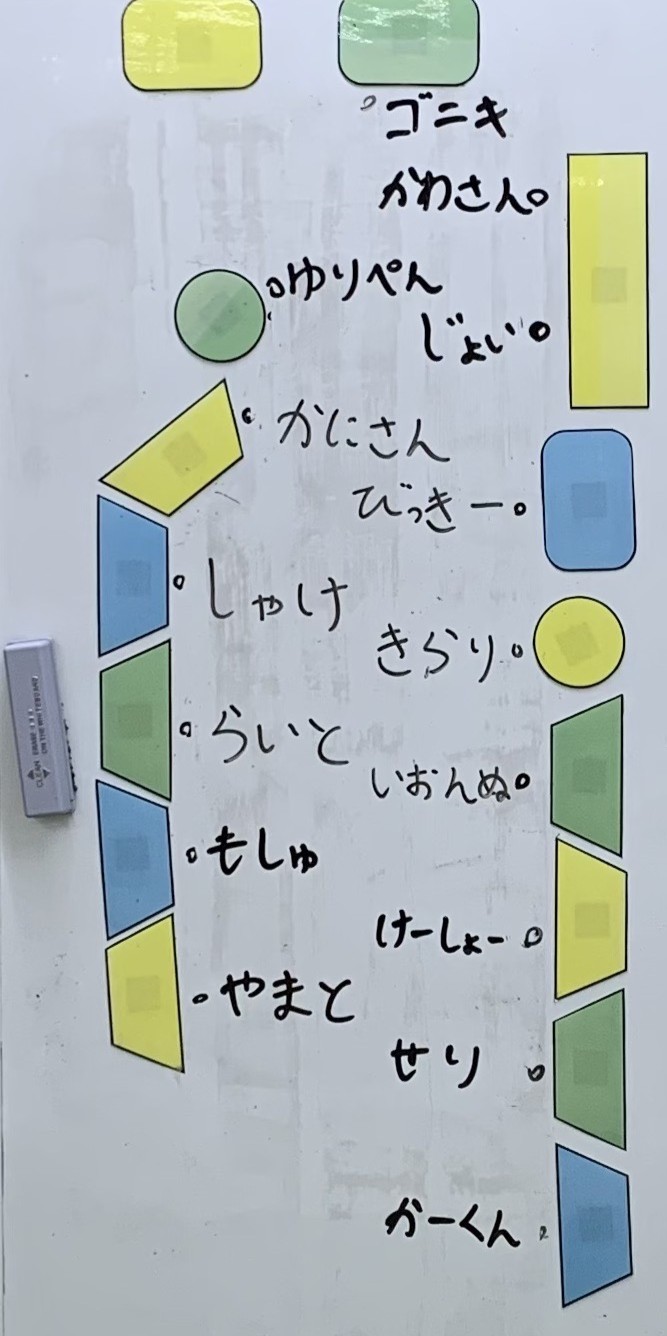 ゴニキ
かわさん
ゆりぺん
じょい
かにさん
びっきー
しゃけ
きらり
らいと
いおんぬ
もしゅ
けーしょー
やまと
せり
かーくん